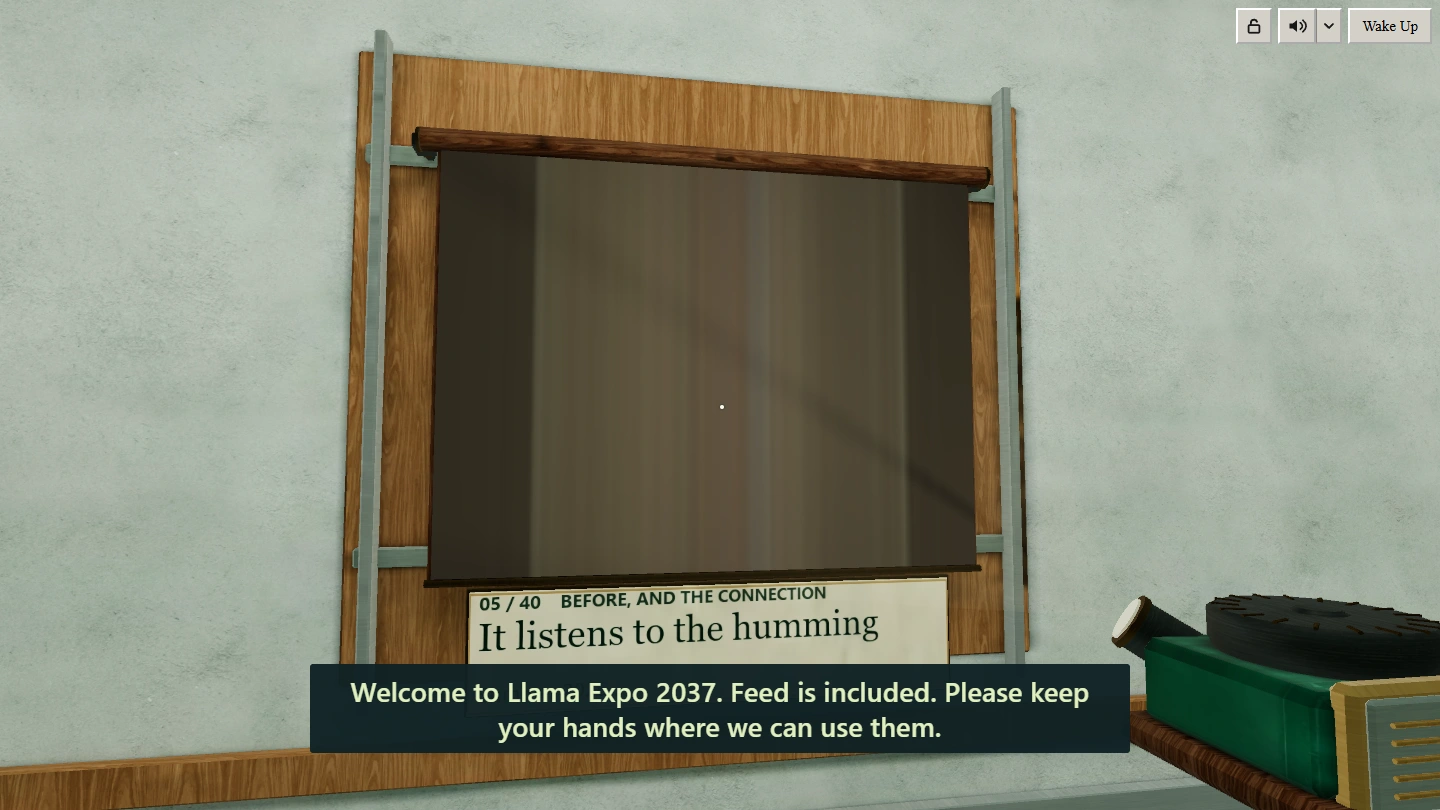 Wake Up
05 / 40 BEFORE, AND THE CONNECTION
It listens to the humming
Welcome to Llama Expo 2037. Feed is included. Please keep
your hands where we can use them.